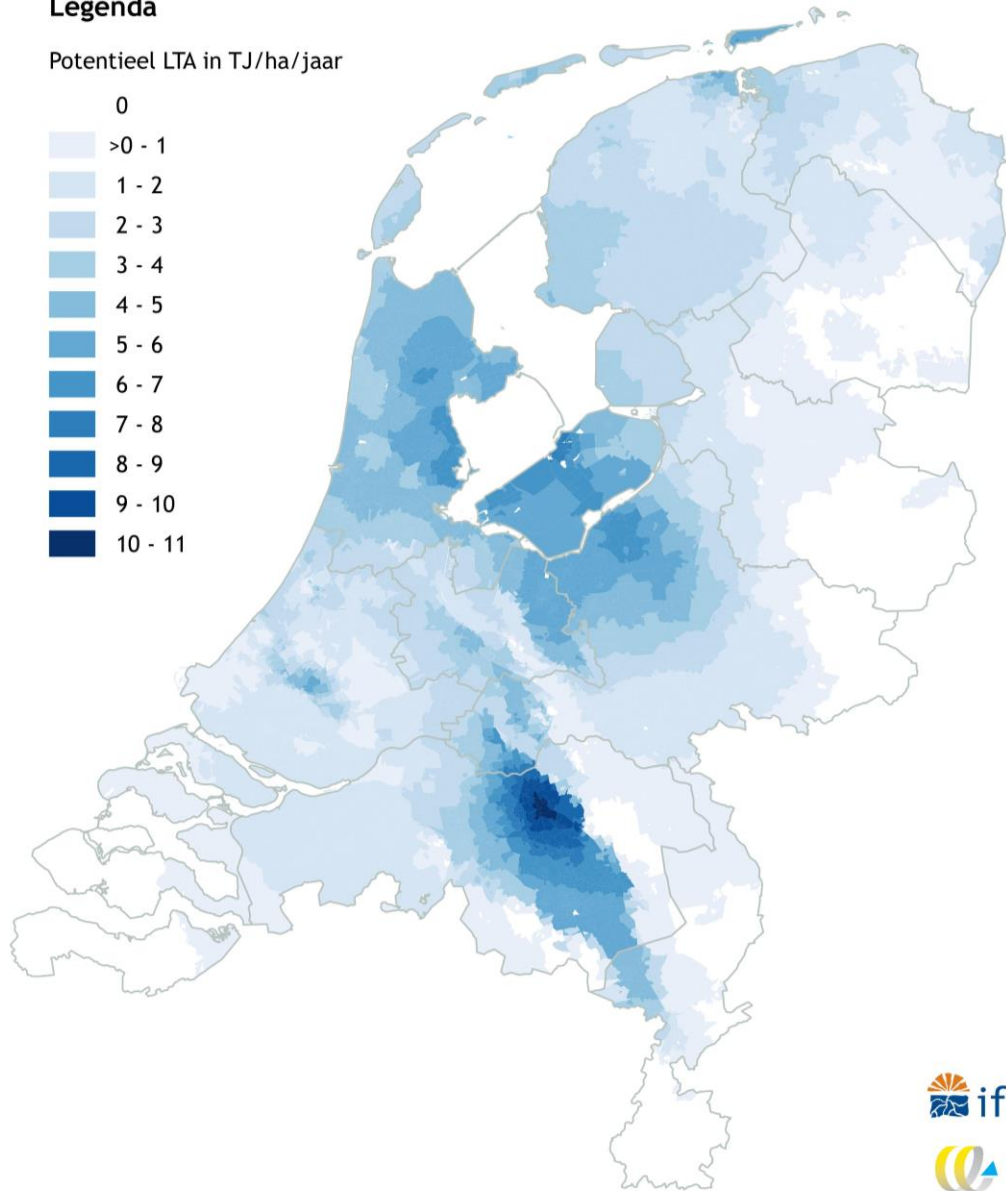 Legenda
Potentieel LTA in TJ/ha/jaar
0
>0 - 1
1 - 2
2 - 3
3 - 4
4 - 5
5 - 6
6 - 7
7 - 8
8 - 9
9 - 10
10 - 11
if